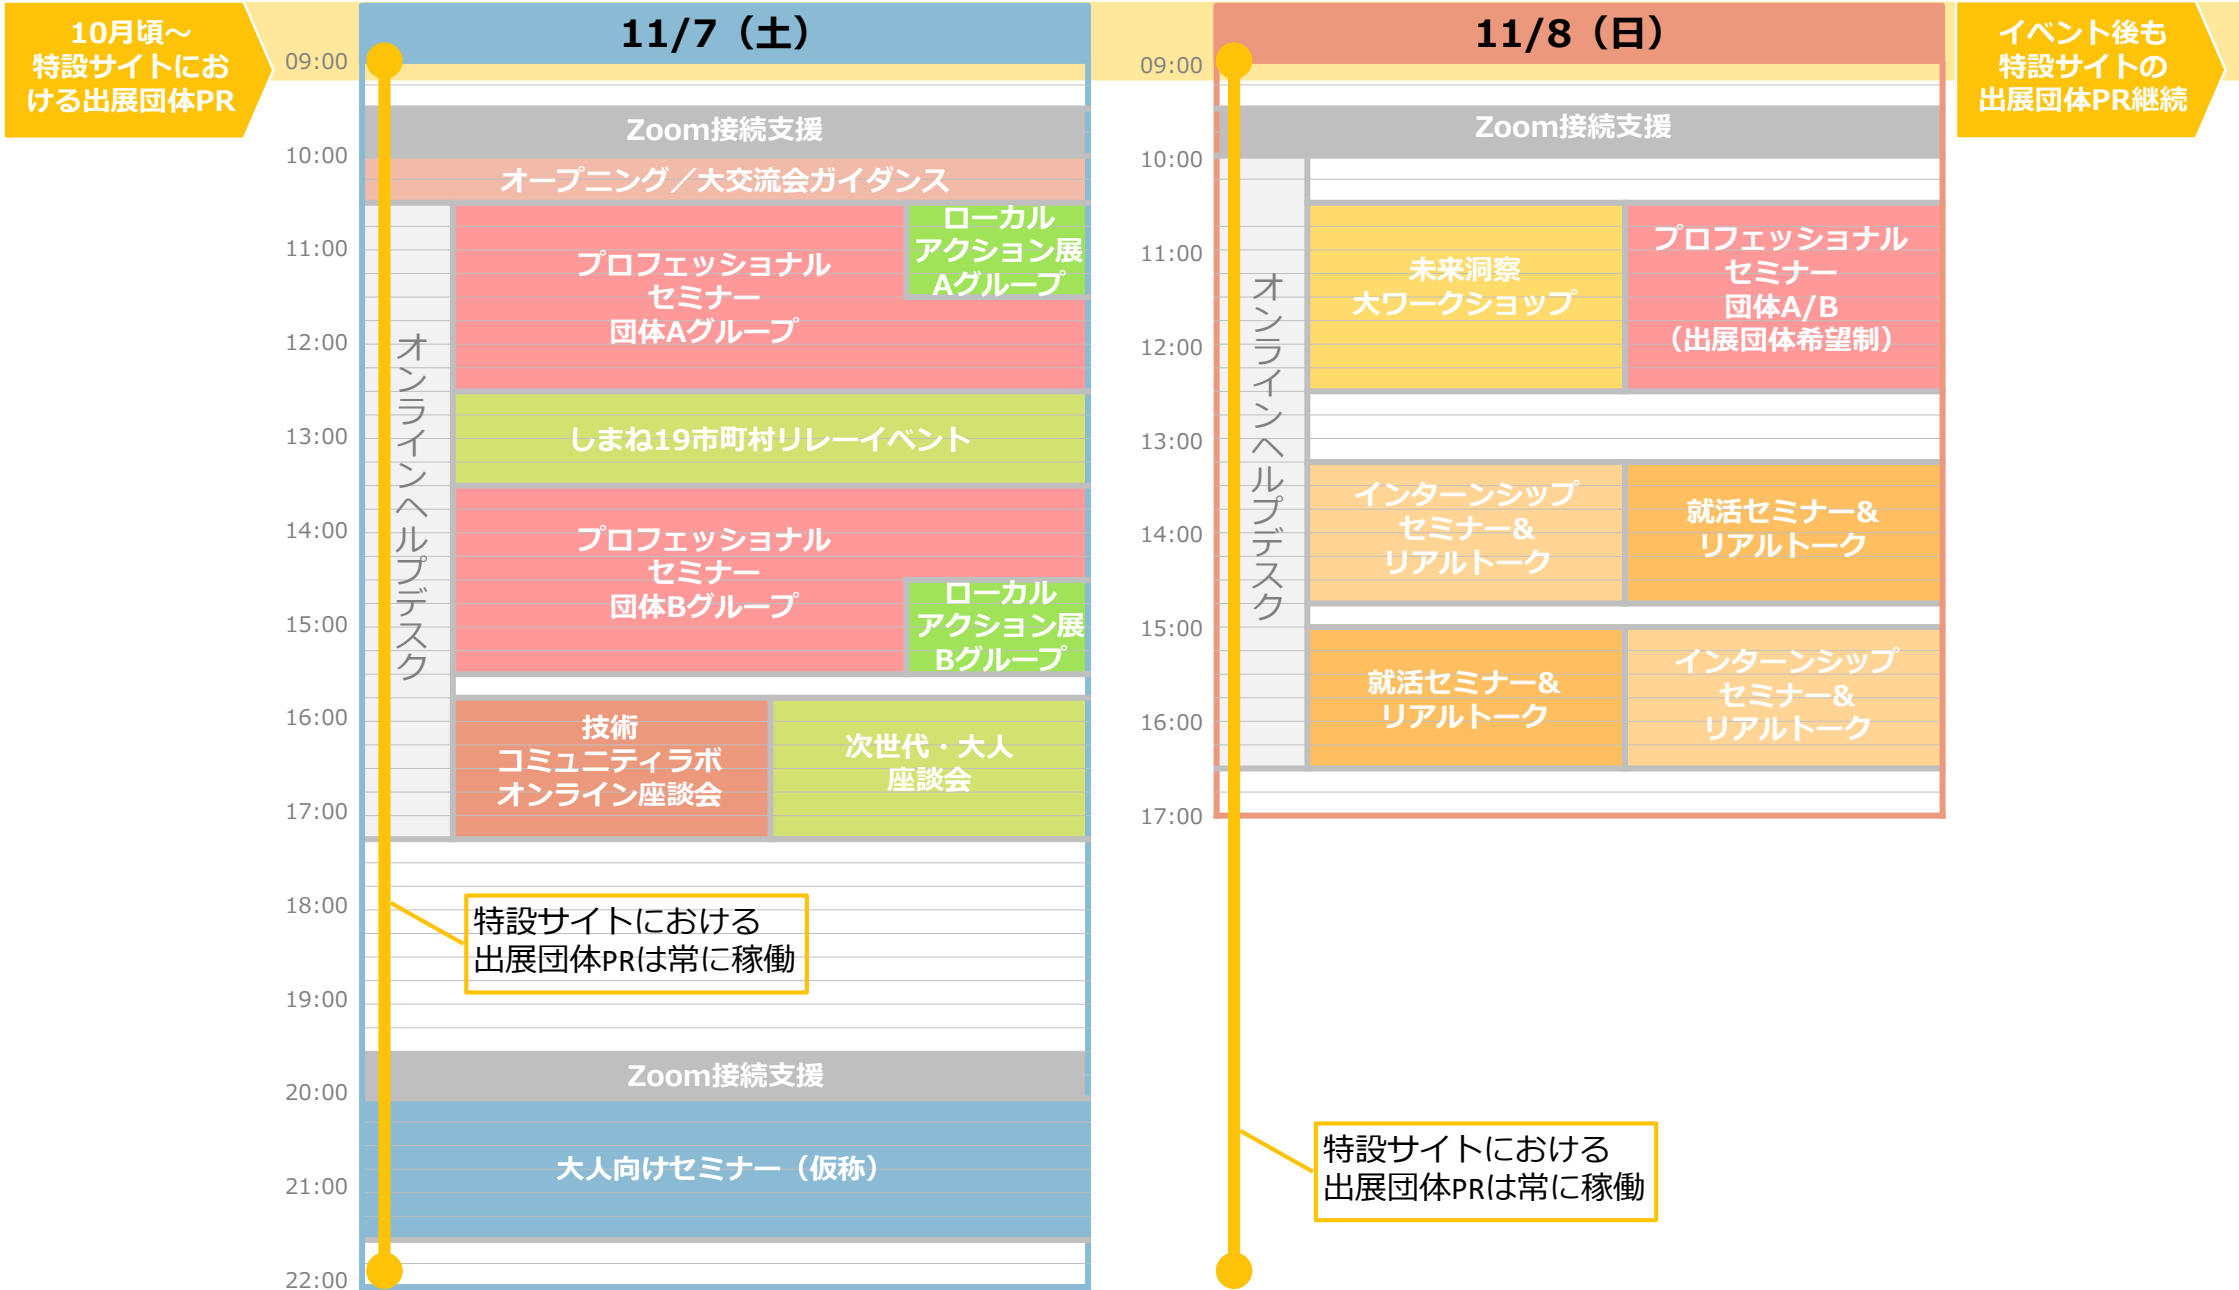 10月頃～
特設サイトにお
ける出展団体PR
11/7（土）
09:00
10:00
11:00
12:00
13:00
14:00
15:00
16:00
17:00
18:00
19:00
20:00
21:00
22:00
Zoom接続支援
オープニング／大交流会ガイダンス
オンラインヘルプデスク
プロフェッショナル
セミナー
団体Aグループ
ローカル
アクション展
Aグループ
しまね19市町村リレーイベント
プロフェッショナル
セミナー
団体Bグループ
ローカル
アクション展
Bグループ
技術
コミュニティラボ
オンライン座談会
次世代・大人
座談会
特設サイトにおける
出展団体PRは常に稼働
Zoom接続支援
大人向けセミナー（仮称）
11/8（日）
09:00
10:00
11:00
12:00
13:00
14:00
15:00
16:00
17:00
Zoom接続支援
オンラインヘルプデスク
未来洞察
大ワークショップ
プロフェッショナル
セミナー
団体A/B
（出展団体希望制）
インターンシップ
セミナー&
リアルトーク
就活セミナー&
リアルトーク
就活セミナー&
リアルトーク
インターンシップ
セミナー&
リアルトーク
特設サイトにおける
出展団体PRは常に稼働
イベント後も
特設サイトの
出展団体PR継続